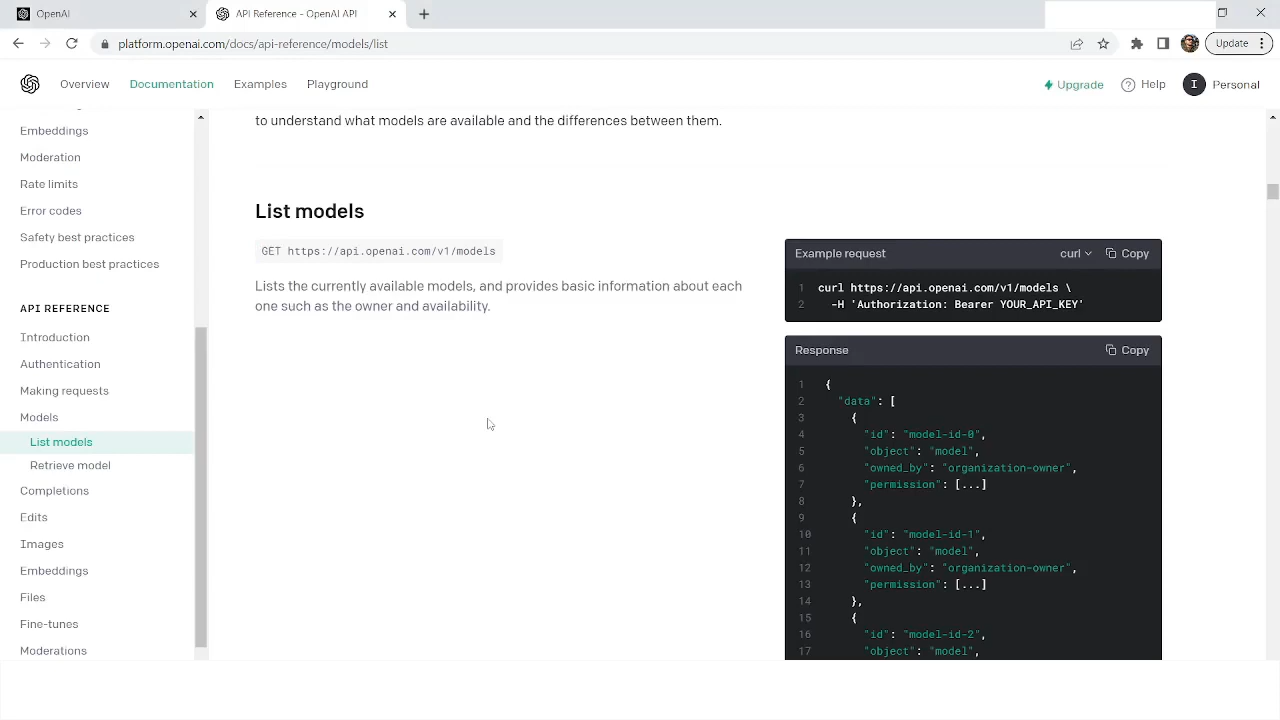 OpenAI
API Reference - OpenAI API
platform.openai.com/docs/api-reference/models/list
Update
Overview
Documentation
Examples
Playground
Upgrade
Help
I
Personal
Embeddings
Moderation
Rate limits
Error codes
Safety best practices
Production best practices
API REFERENCE
Introduction
Authentication
Making requests
Models
List models
Retrieve model
Completions
Edits
Images
Embeddings
Files
Fine-tunes
Moderations
to understand what models are available and the differences between them.
List models
GET https://api.openai.com/v1/models
Lists the currently available models, and provides basic information about each
one such as the owner and availability.
Example request
curl
Copy
1 curl https://api.openai.com/v1/models \
2 -H 'Authorization: Bearer YOUR_API_KEY'
Response
Copy
1 {
2 "data": [
3 {
4 "id": "model-id-0",
5 "object": "model",
6 "owned_by": "organization-owner",
7 "permission": [...]
8 },
9 {
10 "id": "model-id-1",
11 "object": "model",
12 "owned_by": "organization-owner",
13 "permission": [...]
14 },
15 {
16 "id": "model-id-2",
17 "object": "model",